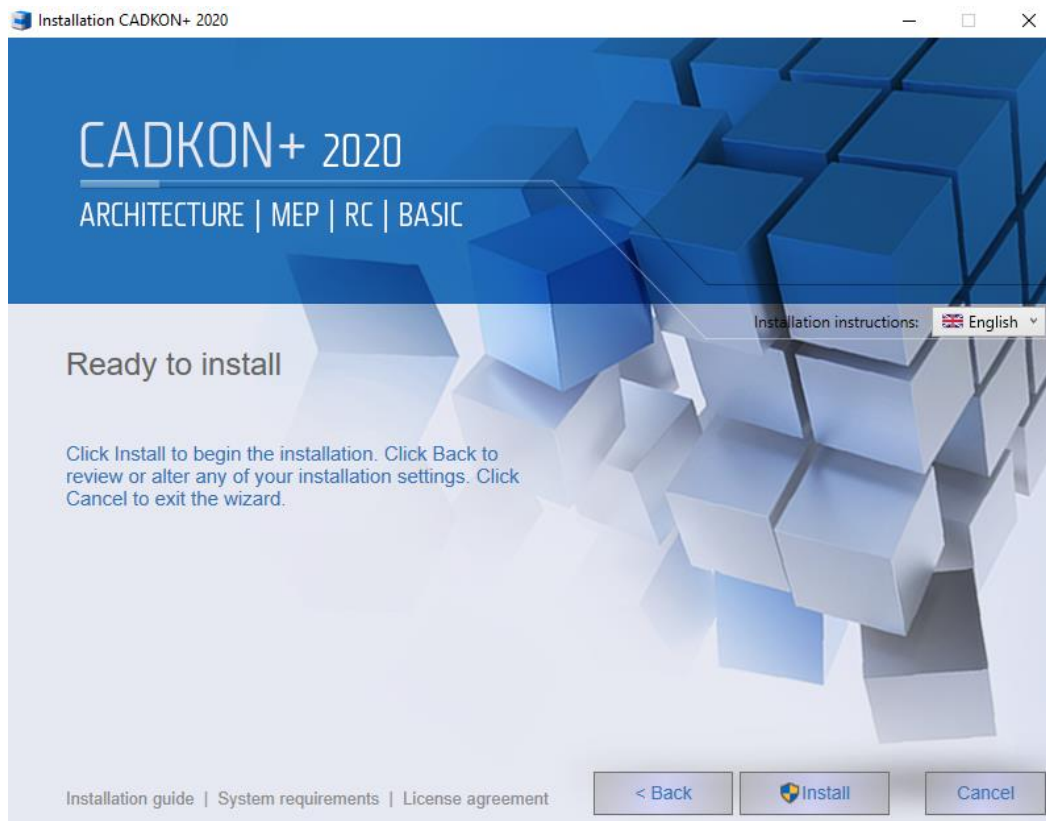 Installation CADKON+ 2020
CADKON+ 2020
ARCHITECTURE | MEP | RC | BASIC
Installation instructions: English
Ready to install
Click Install to begin the installation. Click Back to
review or alter any of your installation settings. Click
Cancel to exit the wizard.
Installation guide | System requirements | License agreement
< Back
Install
Cancel